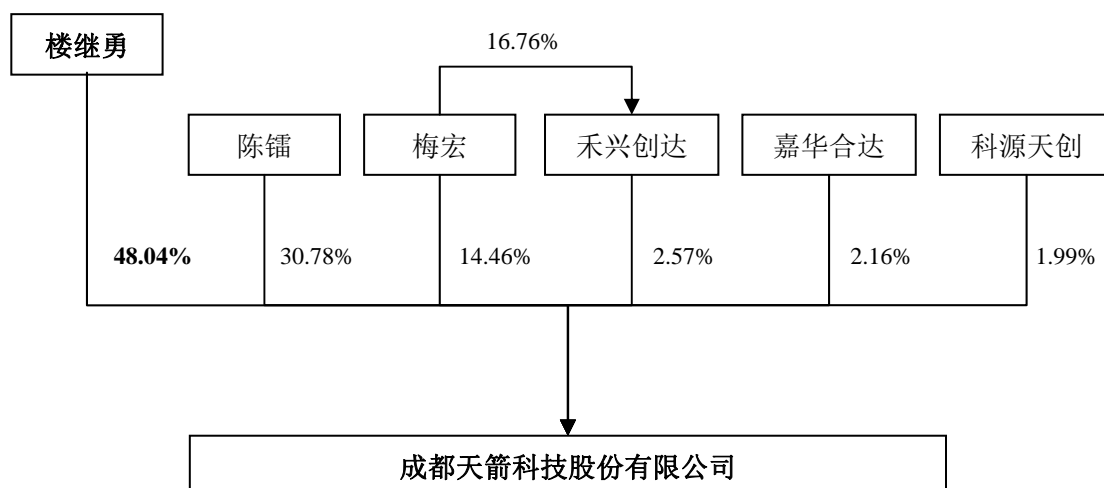 楼继勇
16.76%
陈镭
梅宏
禾兴创达
嘉华合达
科源天创
48.04%
30.78%
14.46%
2.57%
2.16%
1.99%
成都天箭科技股份有限公司